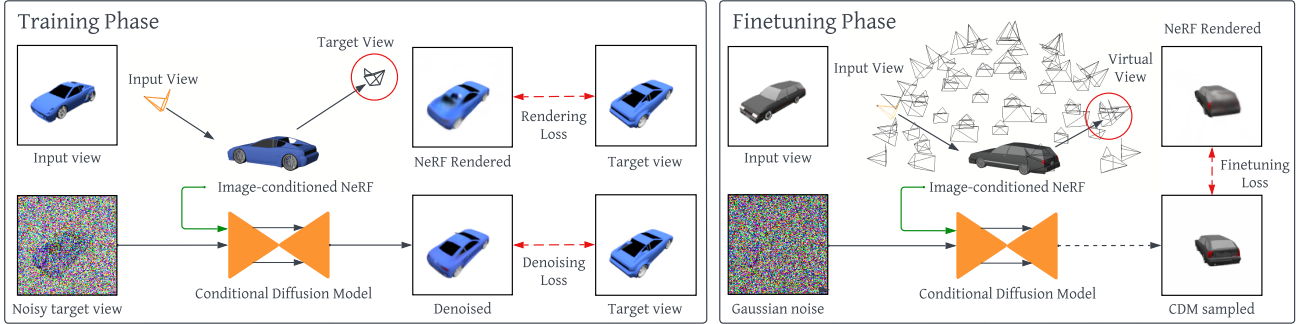 Training Phase
Target View
Input View
Input view
Image-conditioned NeRF
NeRF Rendered
Rendering
Loss
Target view
Noisy target view
Conditional Diffusion Model
Denoised
Denoising
Loss
Target view
Finetuning Phase
NeRF Rendered
Input View
Virtual
View
Input view
Image-conditioned NeRF
Finetuning
Loss
Gaussian noise
Conditional Diffusion Model
CDM sampled